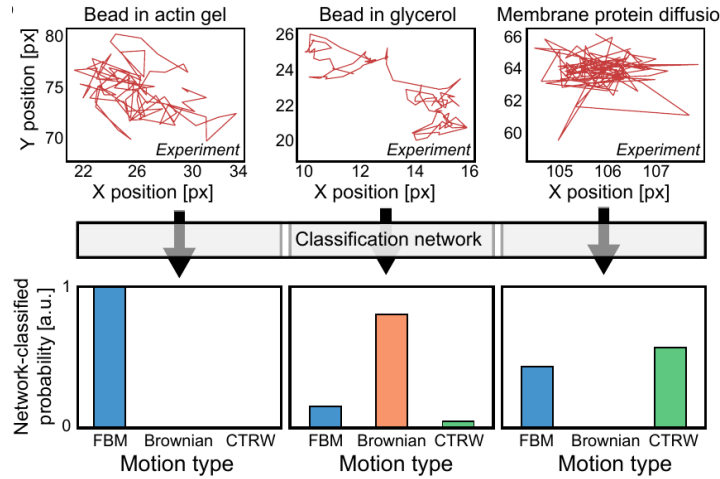 Bead in actin gel
Bead in glycerol
Membrane protein diffusio
Y position [px]
80
75
70
Experiment
22 26 30 34
X position [px]
26
24
22
20
Experiment
10 12 14 16
X position [px]
66
64
62
60
Experiment
105 106 107
X position [px]
Classification network
Network-classified
probability [a.u.]
1
0
FBM Brownian CTRW
Motion type
FBM Brownian CTRW
Motion type
FBM Brownian CTRW
Motion type